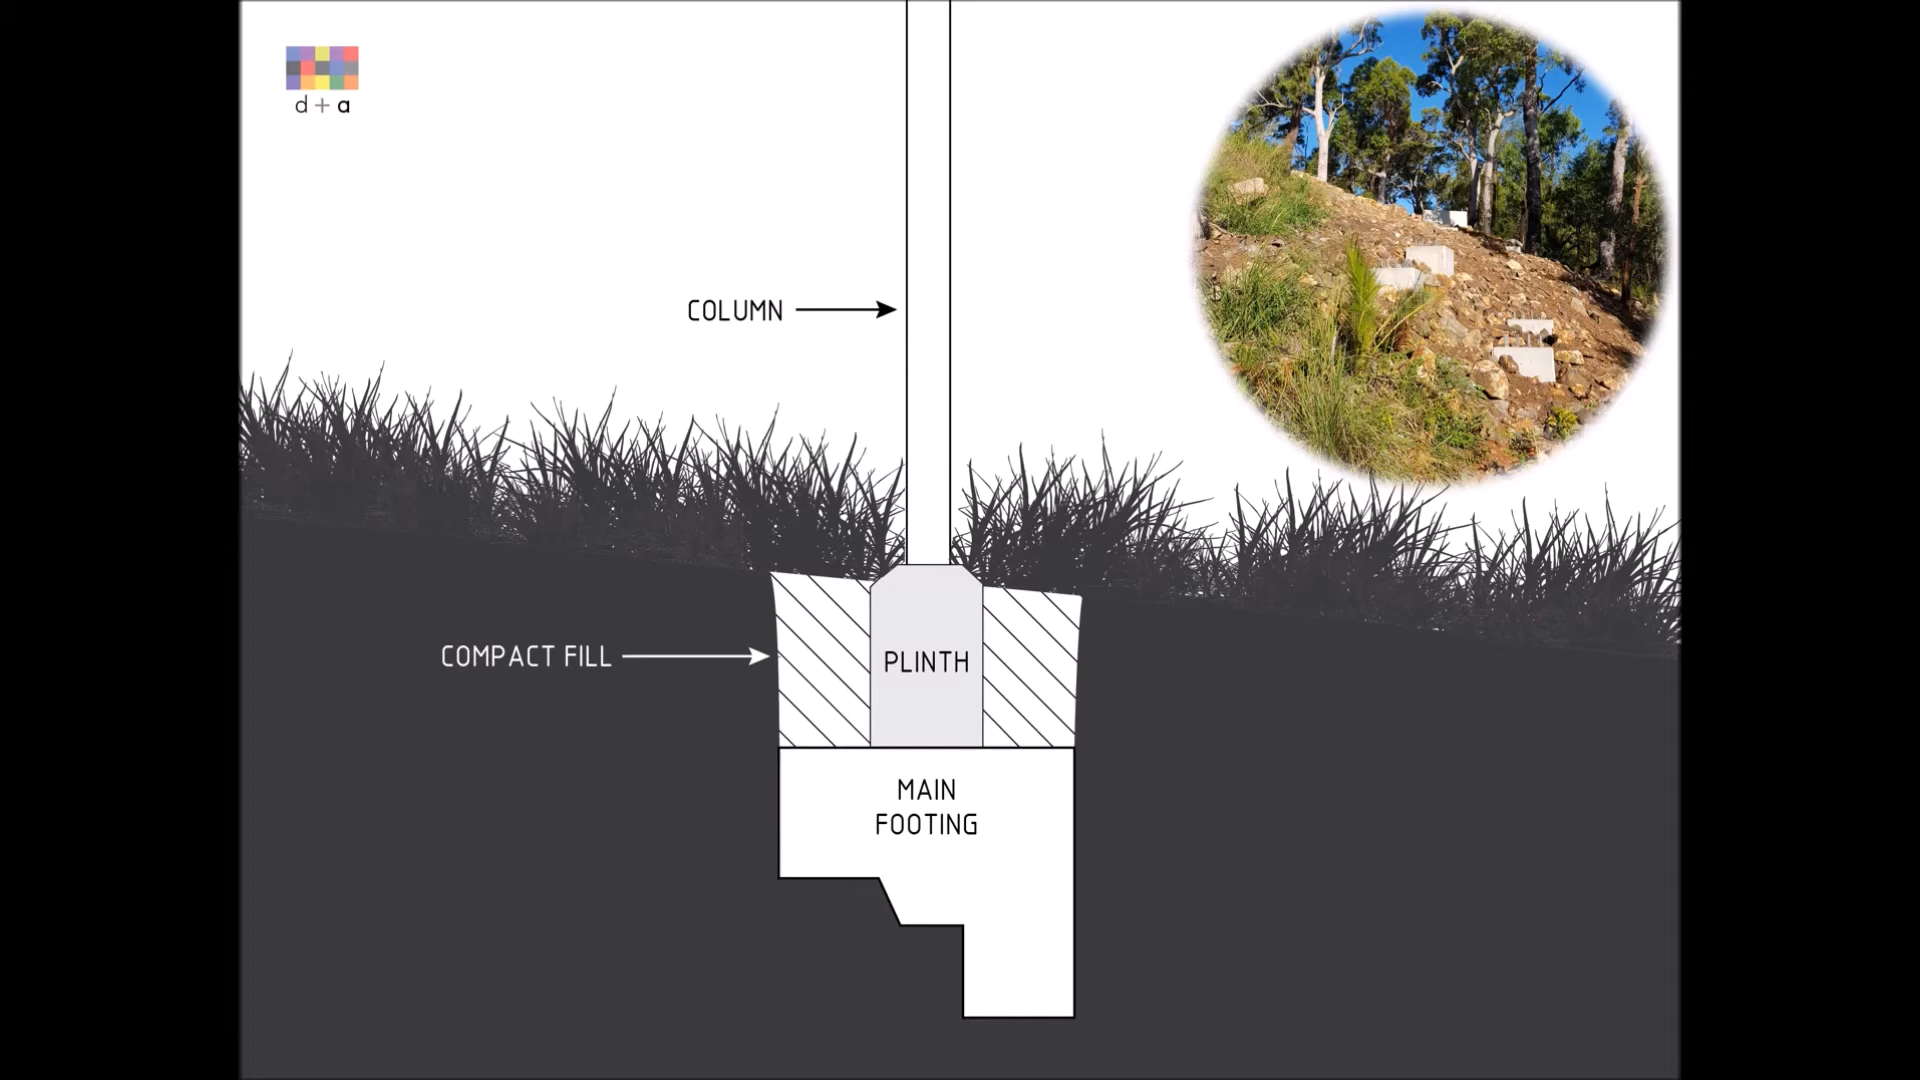 d + a
COLUMN
COMPACT FILL
PLINTH
MAIN
FOOTING